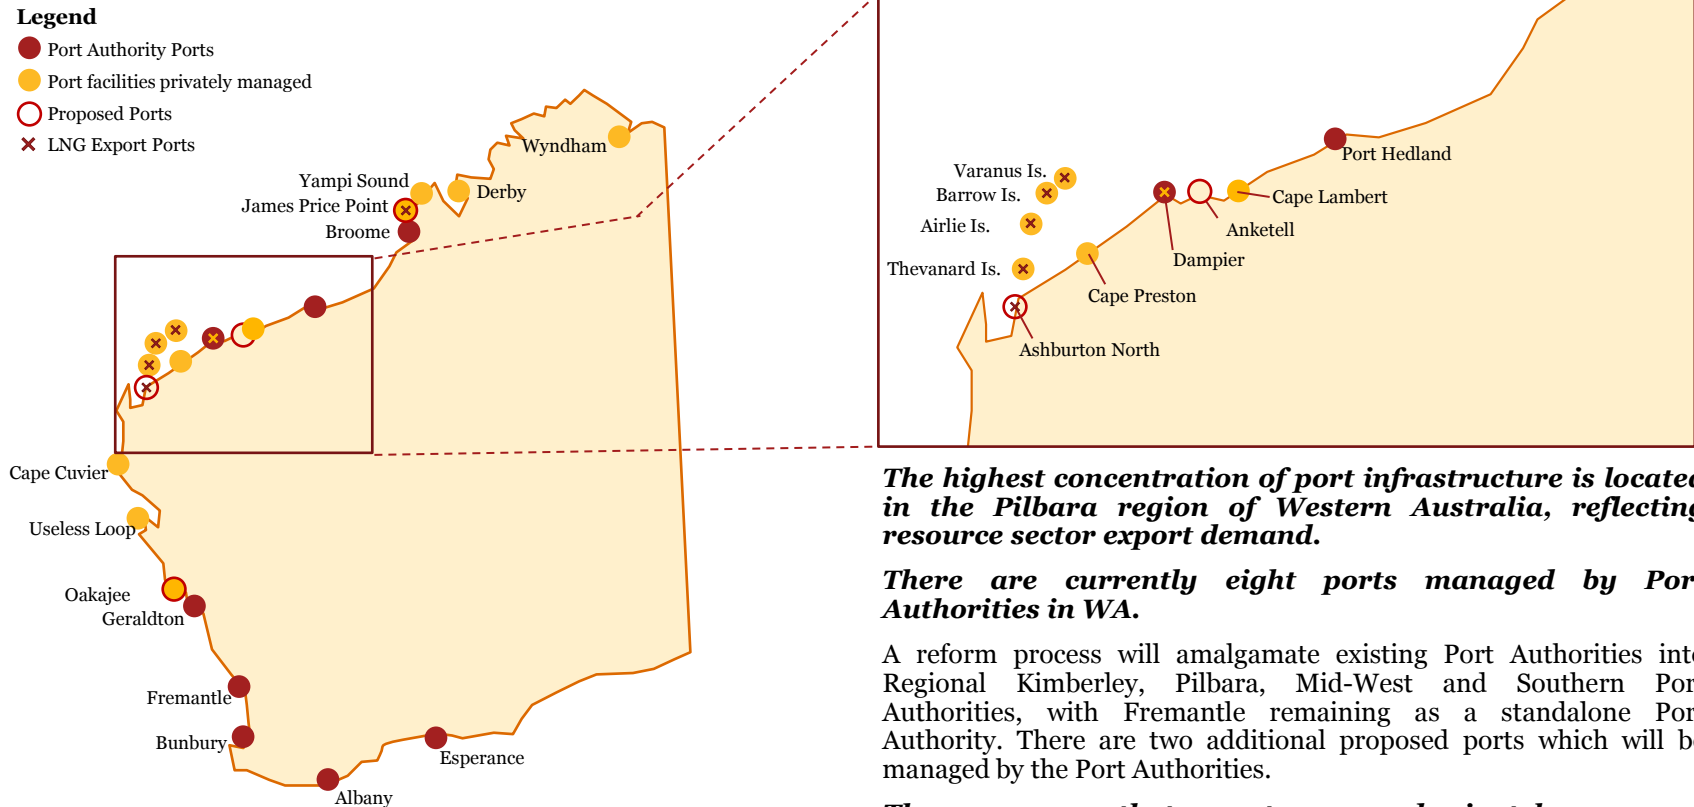 Legend
Port Authority Ports
Port facilities privately managed
Proposed Ports
LNG Export Ports
Wyndham
Yampi Sound
Derby
James Price Point
Broome
Cape Cuvier
Useless Loop
Oakajee
Geraldton
Fremantle
Bunbury
Esperance
Albany
Port Hedland
Varanus Is.
Barrow Is.
Cape Lambert
Airlie Is.
Anketell
Dampier
Thevanard Is.
Cape Preston
Ashburton North
The highest concentration of port infrastructure is located
in the Pilbara region of Western Australia, reflecting
resource sector export demand.
There are currently eight ports managed by Por
Authorities in WA.
A reform process will amalgamate existing Port Authorities into
Regional Kimberley, Pilbara, Mid-West and Southern Por
Authorities, with Fremantle remaining as a standalone Por
Authority. There are two additional proposed ports which will be
managed by the Port Authorities.